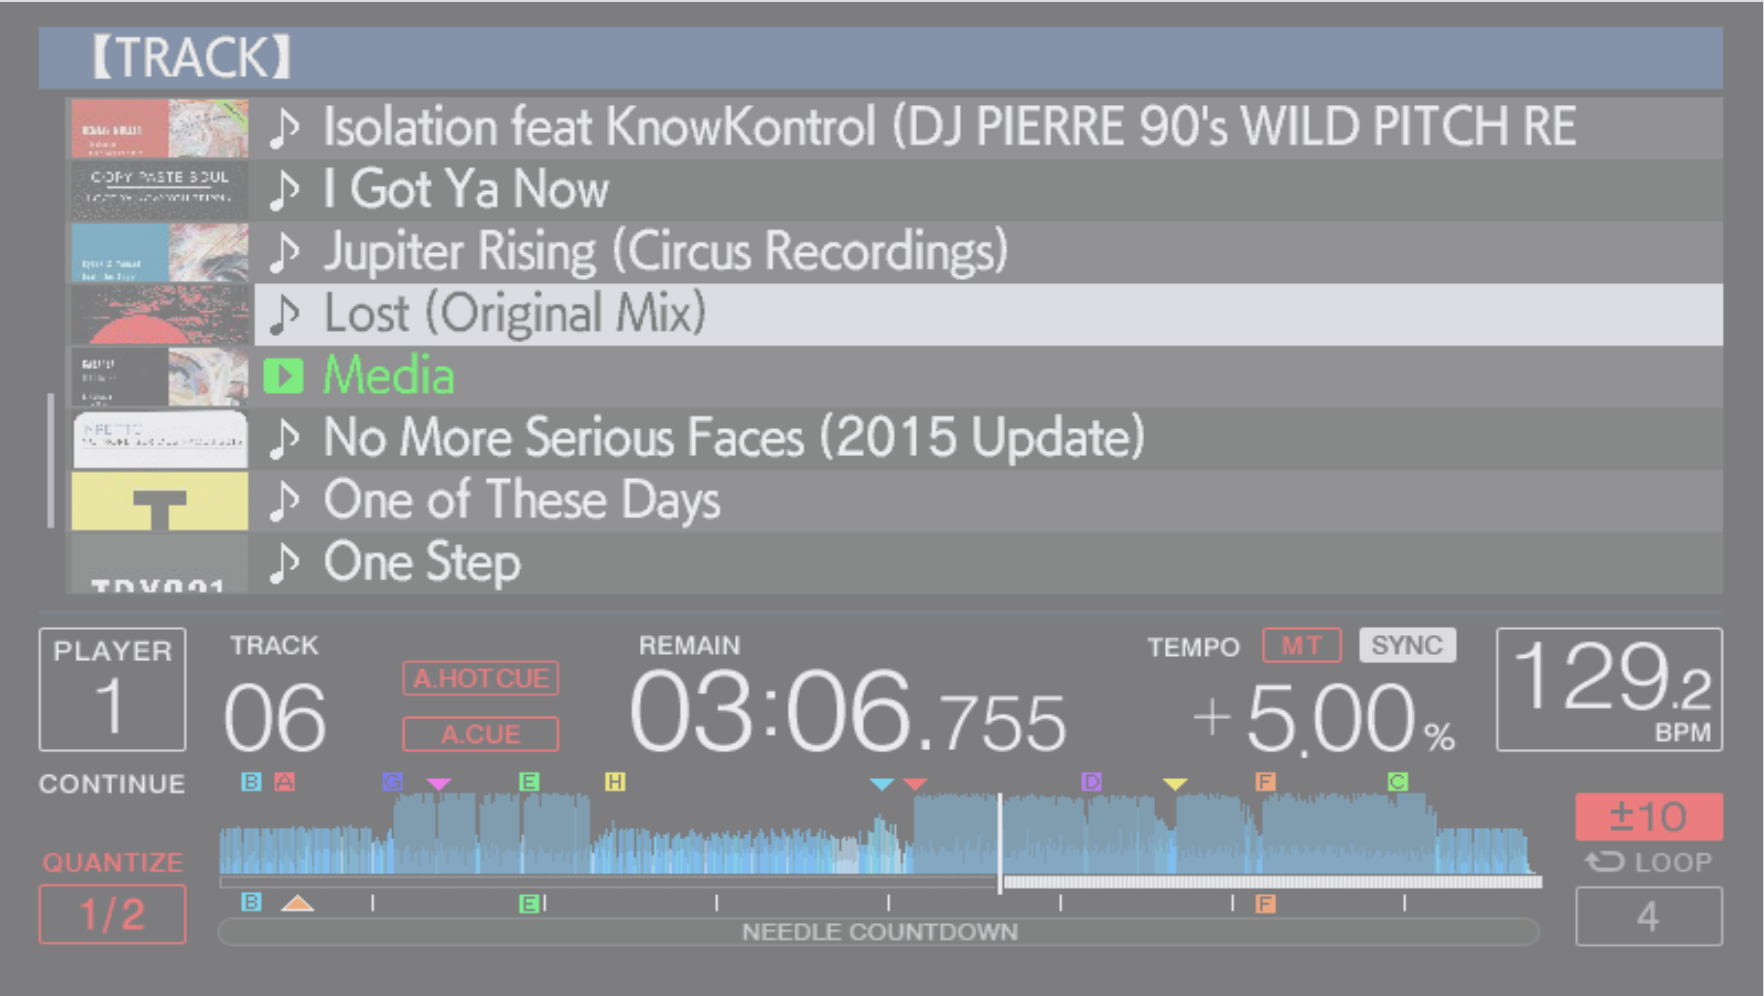 【TRACK】
Isolation feat KnowKontrol (DJ PIERRE 90's WILD PITCH RE
COPY PASTE SOUL
I Got Ya Now
Jupiter Rising (Circus Recordings)
Lost (Original Mix)
Media
No More Serious Faces (2015 Update)
T
One of These Days
One Step
PLAYER
1
TRACK
06
A.HOT CUE
A.CUE
REMAIN
03:06.755
TEMPO
MT
SYNC
+5.00%
129.2
BPM
CONTINUE
B A G E H D F C
QUANTIZE
1/2
±10
LOOP
4
B E F
NEEDLE COUNTDOWN